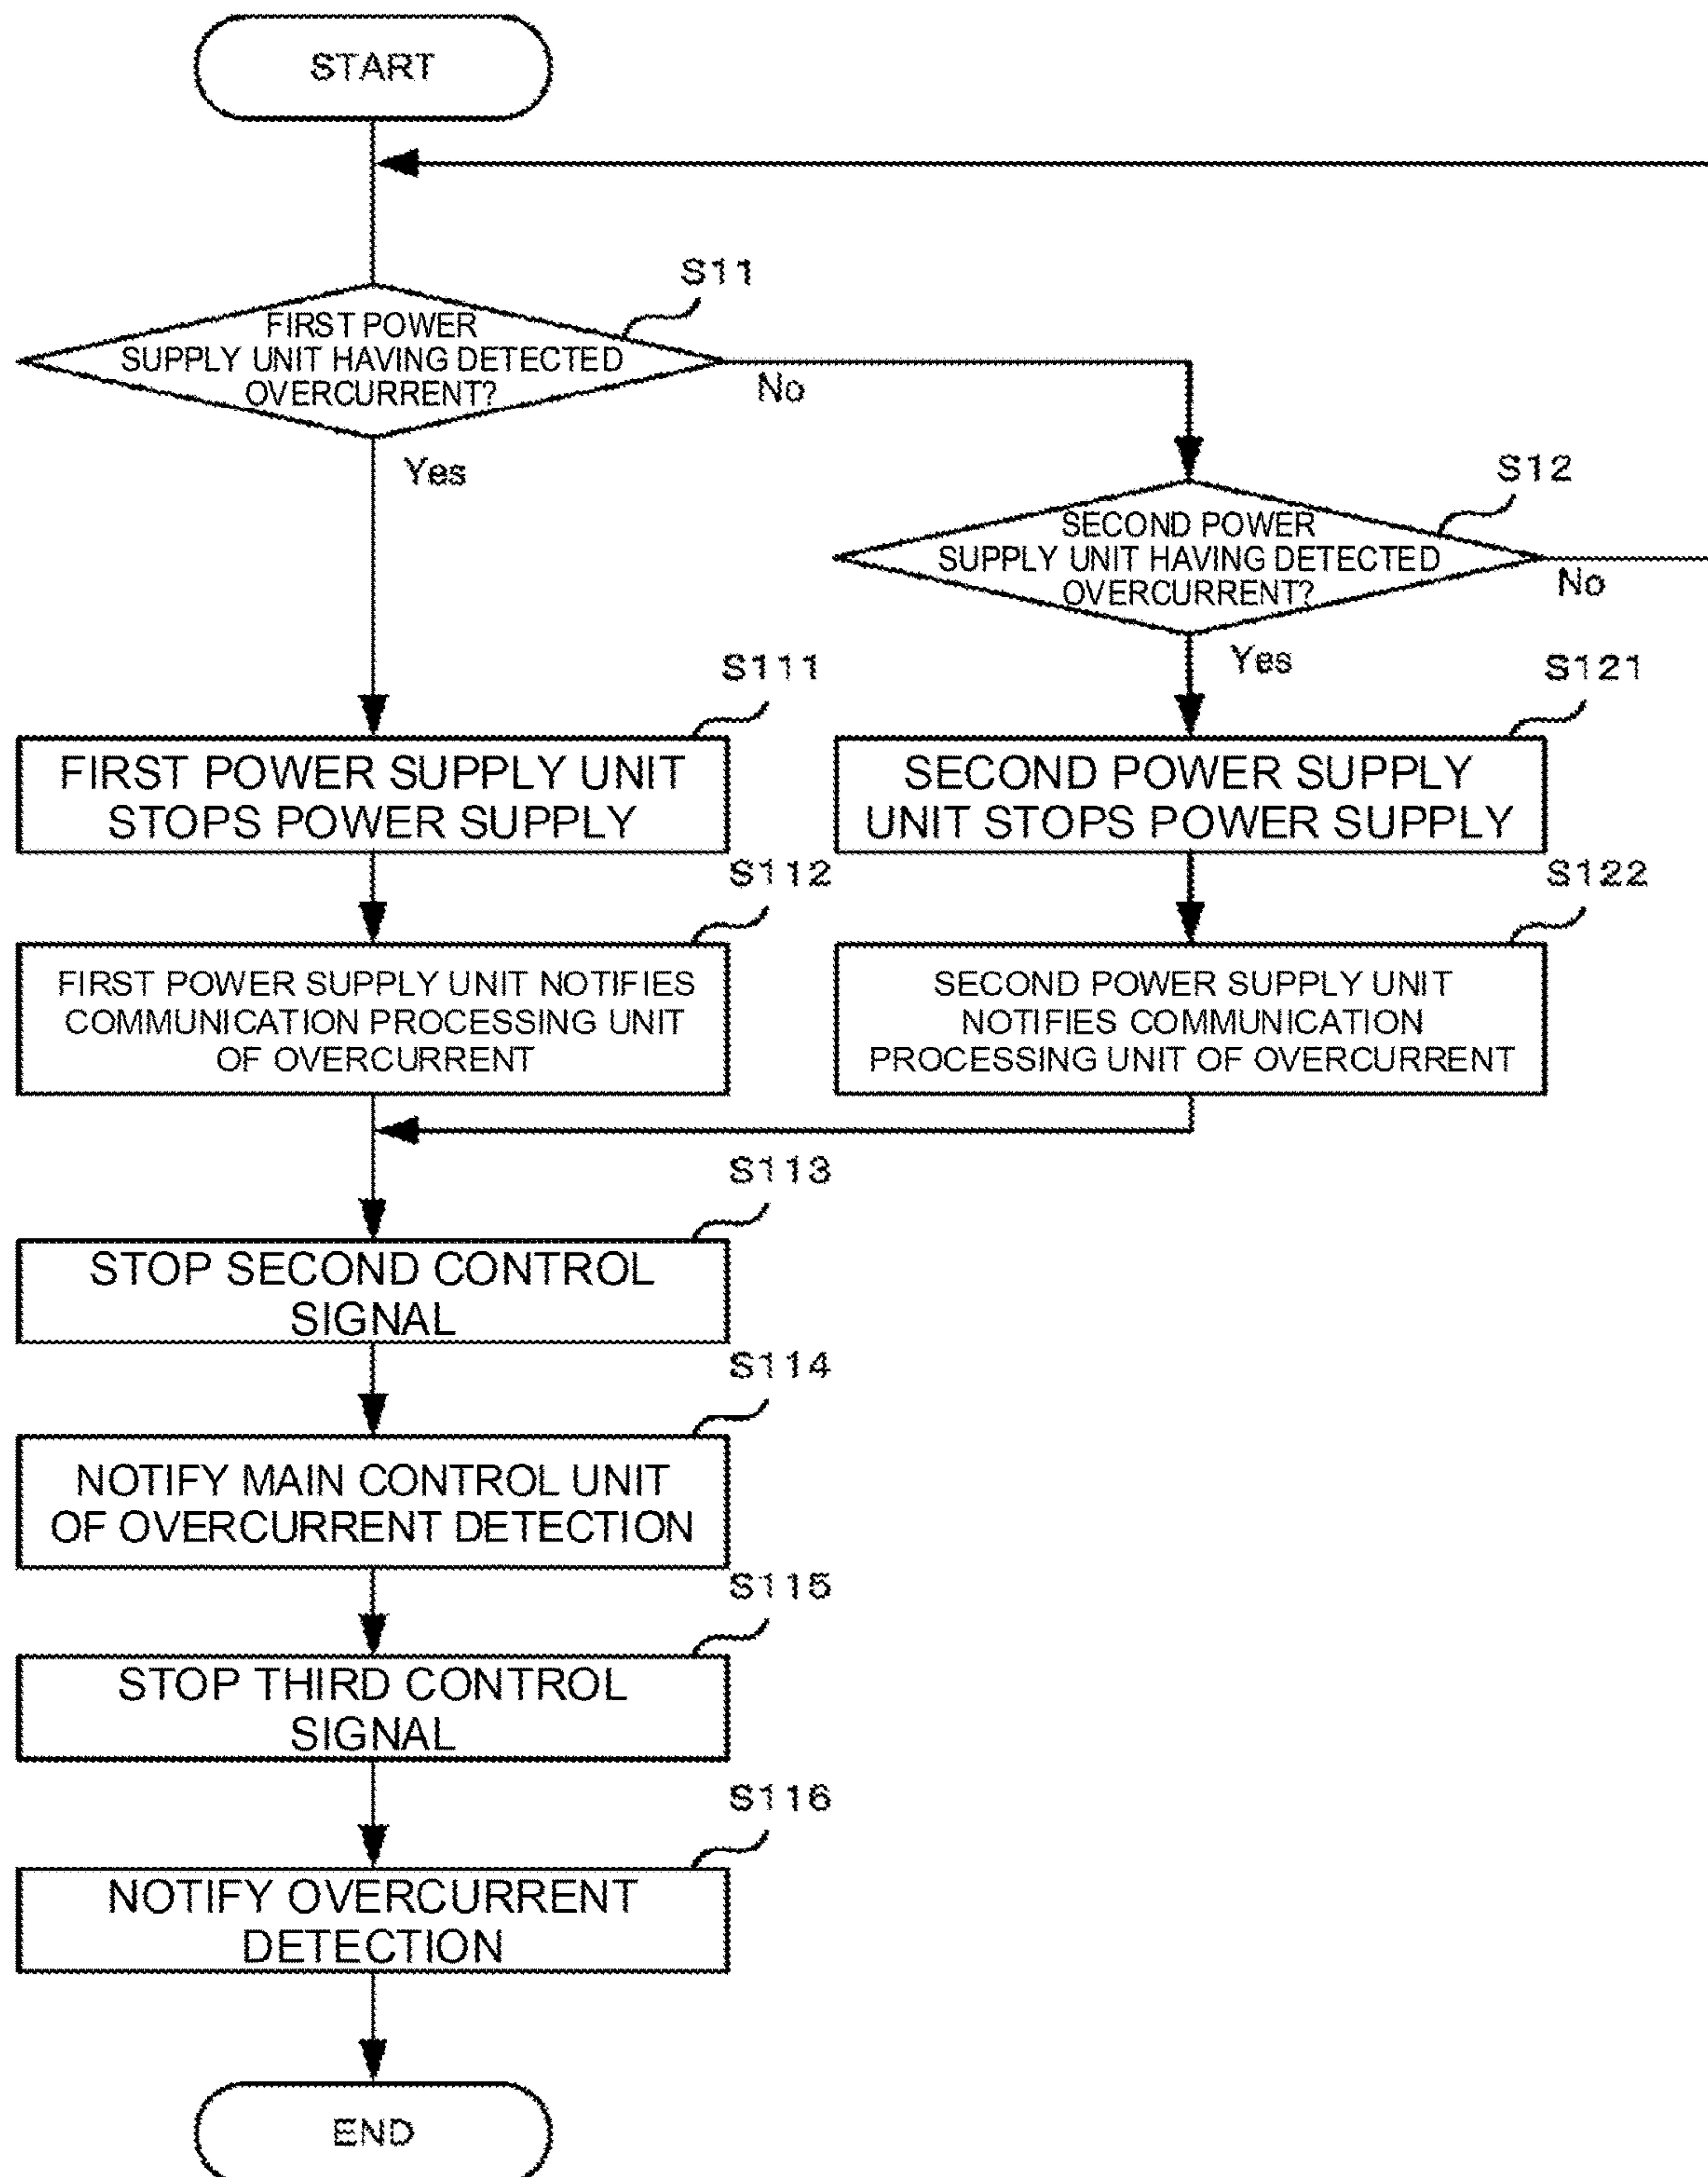 START
S11
FIRST POWER
SUPPLY UNIT HAVING DETECTED
OVERCURRENT?
No
Yes
S12
SECOND POWER
SUPPLY UNIT HAVING DETECTED
OVERCURRENT?
No
Yes
S111
FIRST POWER SUPPLY UNIT
STOPS POWER SUPPLY
S121
SECOND POWER SUPPLY
UNIT STOPS POWER SUPPLY
S112
FIRST POWER SUPPLY UNIT NOTIFIES
COMMUNICATION PROCESSING UNIT
OF OVERCURRENT
S122
SECOND POWER SUPPLY UNIT
NOTIFIES COMMUNICATION
PROCESSING UNIT OF OVERCURRENT
S113
STOP SECOND CONTROL
SIGNAL
S114
NOTIFY MAIN CONTROL UNIT
OF OVERCURRENT DETECTION
S115
STOP THIRD CONTROL
SIGNAL
S116
NOTIFY OVERCURRENT
DETECTION
END